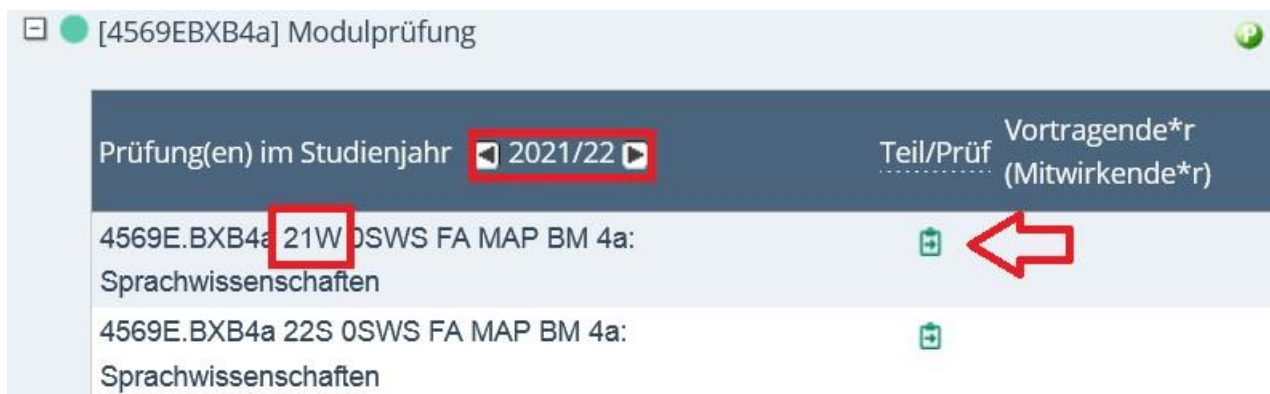 [4569EBXB4a] Modulprüfung
Prüfung(en) im Studienjahr 2021/22
Teil/Prüf
Vortragende*r
(Mitwirkende*r)
4569E.BXB4a 21W 0SWS FA MAP BM 4a:
Sprachwissenschaften
4569E.BXB4a 22S 0SWS FA MAP BM 4a:
Sprachwissenschaften